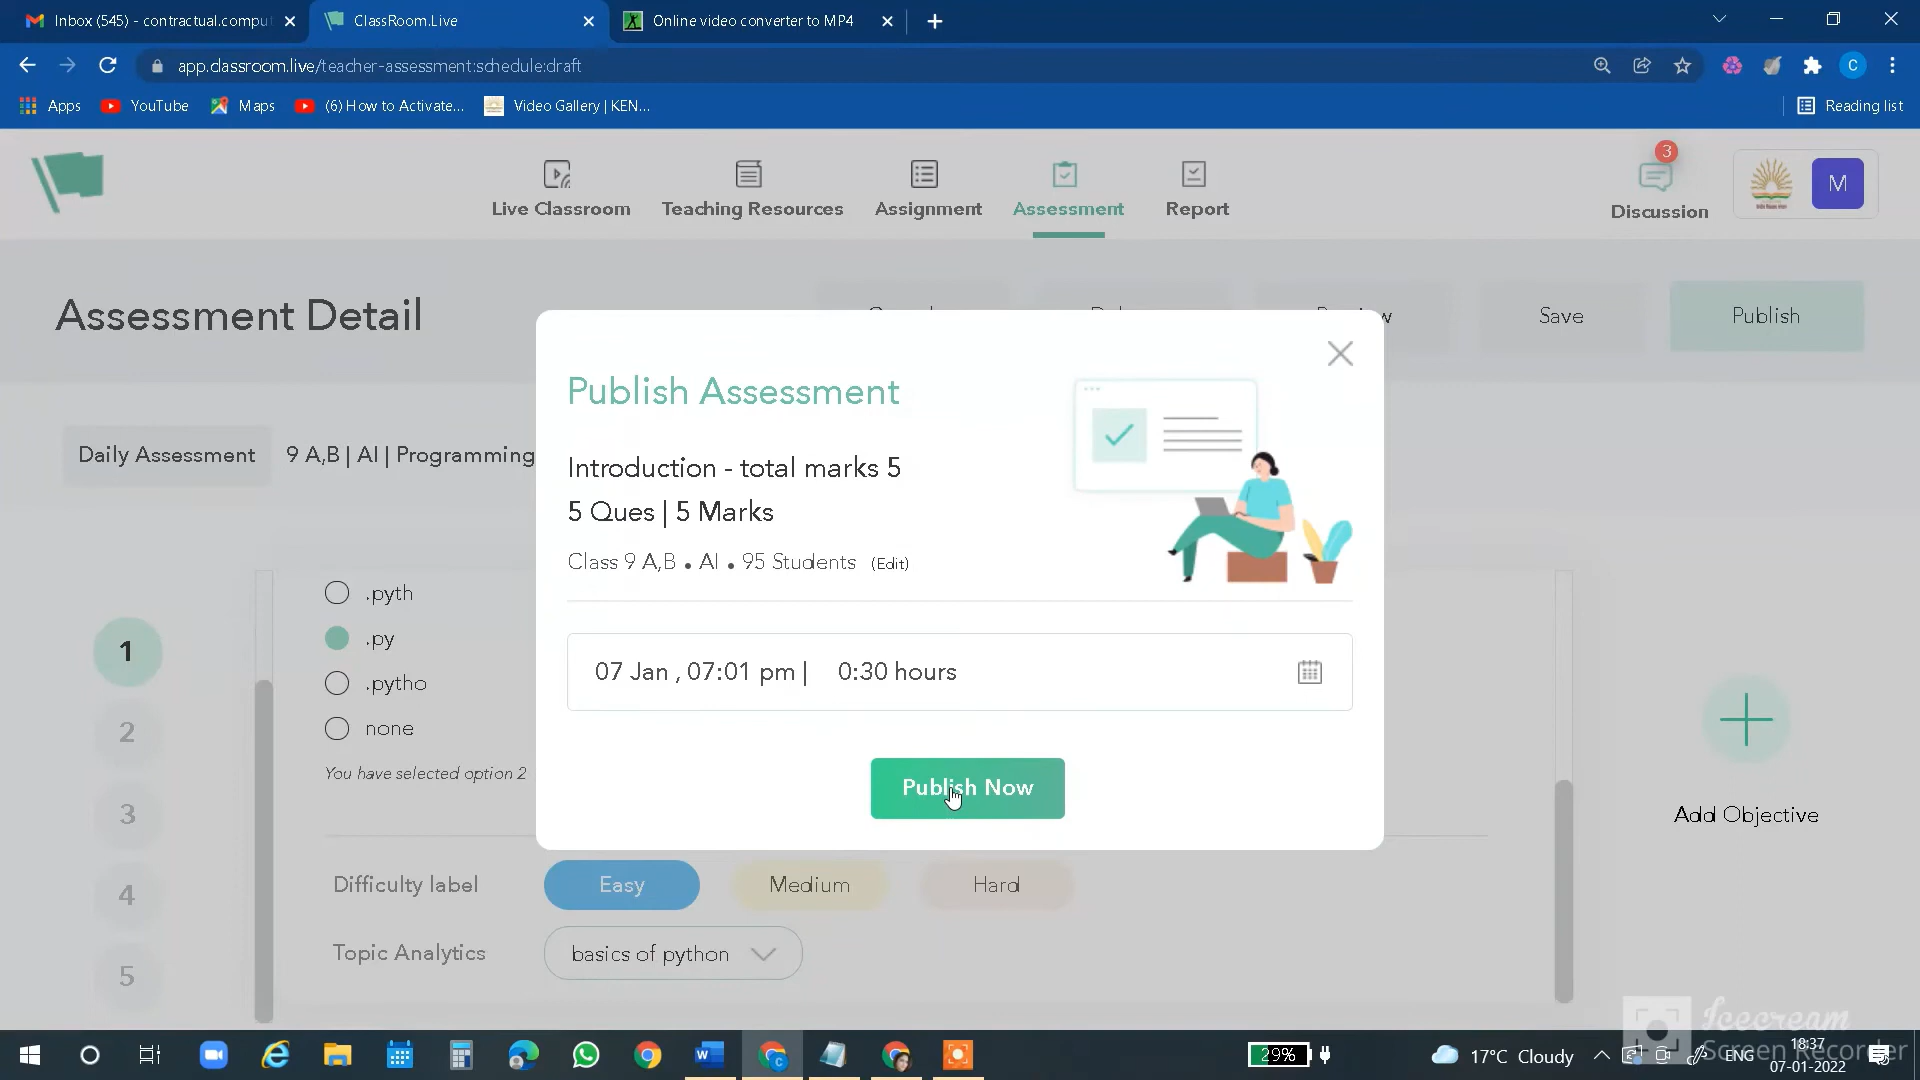 Inbox (545) - contractual.compu
ClassRoom.Live
Online video converter to MP4
app.classroom.live/teacher-assessment:schedule:draft
C
Apps
YouTube
Maps
(6) How to Activate...
Video Gallery | KEN...
Reading list
Live Classroom
Teaching Resources
Assignment
Assessment
Report
3
Discussion
M
Assessment Detail
Save
Publish
Daily Assessment
9 A,B | AI | Programming
Publish Assessment
Introduction - total marks 5
5 Ques | 5 Marks
Class 9 A,B • AI • 95 Students (Edit)
07 Jan , 07:01 pm | 0:30 hours
Publish Now
1
2
3
4
5
.pyth
.py
.pytho
none
You have selected option 2
Difficulty label
Easy
Medium
Hard
Topic Analytics
basics of python
Add Objective
Icecream
Screen Recorder
29%
17°C Cloudy
ENG
18:37
07-01-2022